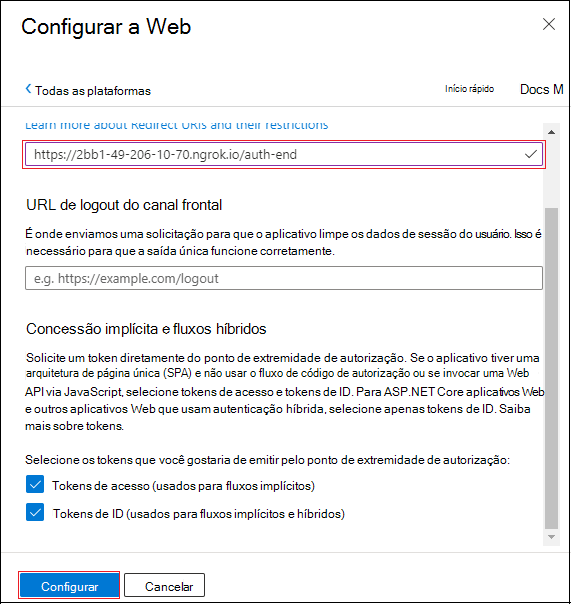 Configurar a Web
Todas as plataformas
Início rápido
Docs M
Learn more about Redirect URIs and their restrictions
https://2bb1-49-206-10-70.ngrok.io/auth-end
URL de logout do canal frontal
É onde enviamos uma solicitação para que o aplicativo limpe os dados de sessão do usuário. Isso é
necessário para que a saída única funcione corretamente.
e.g. https://example.com/logout
Concessão implícita e fluxos híbridos
Solicite um token diretamente do ponto de extremidade de autorização. Se o aplicativo tiver uma
arquitetura de página única (SPA) e não usar o fluxo de código de autorização ou se invocar uma Web
API via JavaScript, selecione tokens de acesso e tokens de ID. Para ASP.NET Core aplicativos Web
e outros aplicativos Web que usam autenticação híbrida, selecione apenas tokens de ID. Saiba
mais sobre tokens.
Selecione os tokens que você gostaria de emitir pelo ponto de extremidade de autorização:
Tokens de acesso (usados para fluxos implícitos)
Tokens de ID (usados para fluxos implícitos e híbridos)
Configurar
Cancelar